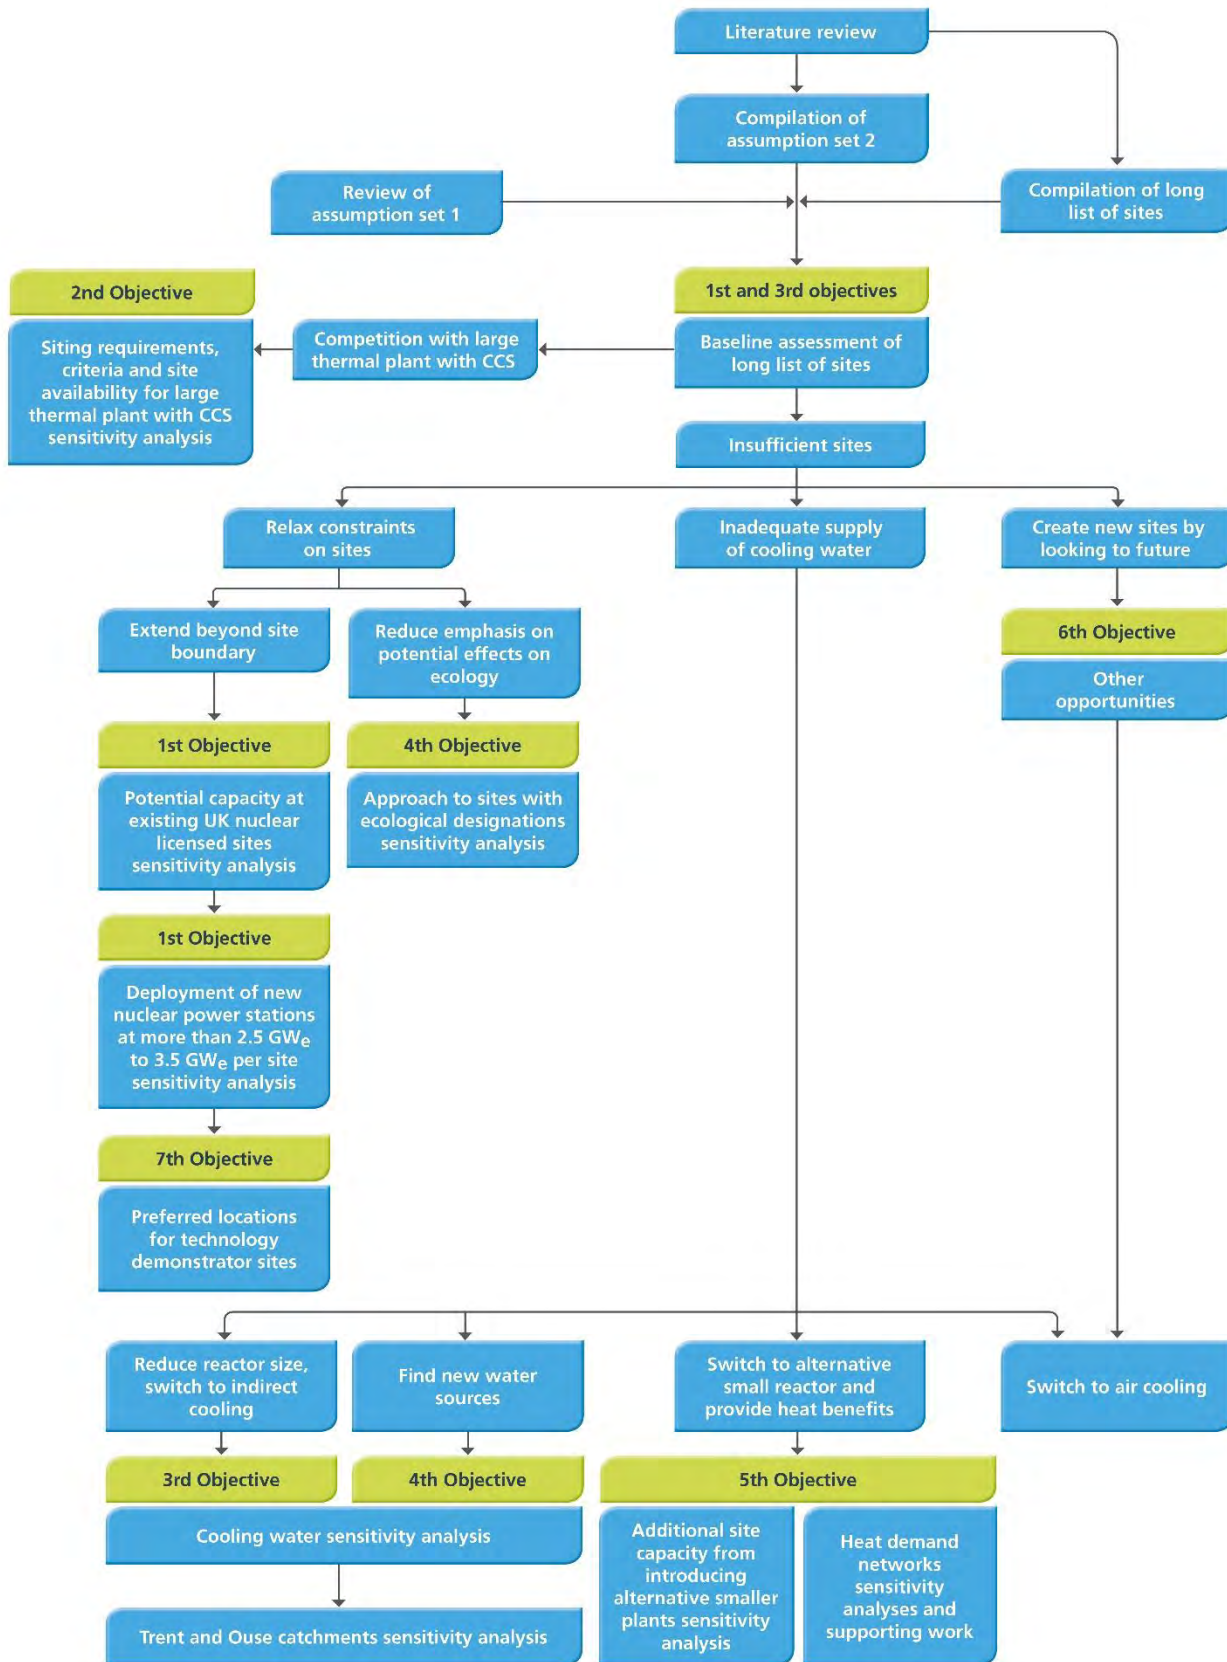 Literature review
Compilation of
assumption set 2
Review of
assumption set 1
Compilation of long
list of sites
2nd Objective
Siting requirements,
criteria and site
availability for large
thermal plant with CCS
sensitivity analysis
Competition with large
thermal plant with CCS
1st and 3rd objectives
Baseline assessment of
long list of sites
Insufficient sites
Relax constraints
on sites
Inadequate supply
of cooling water
Create new sites by
looking to future
Extend beyond site
boundary
Reduce emphasis on
potential effects on
ecology
6th Objective
Other
opportunities
1st Objective
Potential capacity at
existing UK nuclear
licensed sites
sensitivity analysis
4th Objective
Approach to sites with
ecological designations
sensitivity analysis
1st Objective
Deployment of new
nuclear power stations
at more than 2.5 GWe
to 3.5 GWe per site
sensitivity analysis
7th Objective
Preferred locations
for technology
demonstrator sites
Reduce reactor size,
switch to indirect
cooling
Find new water
sources
Switch to alternative
small reactor and
provide heat benefits
Switch to air cooling
3rd Objective
4th Objective
5th Objective
Cooling water sensitivity analysis
Trent and Ouse catchments sensitivity analysis
Additional site
capacity from
introducing
alternative smaller
plants sensitivity
analysis
Heat demand
networks
sensitivity
analyses and
supporting work